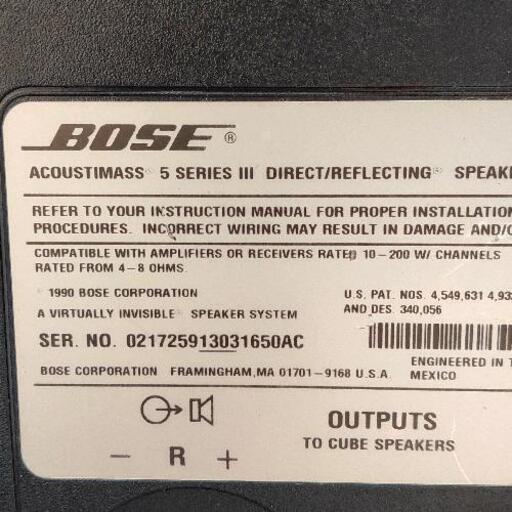 BOSE®
ACOUSTIMASS® 5 SERIES III DIRECT/REFLECTING®
REFER TO YOUR INSTRUCTION MANUAL FOR PROPER INSTALLATION
PROCEDURES. INCORRECT WIRING MAY RESULT IN DAMAGE AND/
COMPATIBLE WITH AMPLIFIERS OR RECEIVERS RATED 10-200 W/ CHANNELS
RATED FROM 4-8 OHMS.
1990 BOSE CORPORATION
A VIRTUALLY INVISIBLE® SPEAKER SYSTEM
U.S. PAT. NOS. 4,549,631
AND DES. 340,056
SER. NO. 021725913031650AC
BOSE CORPORATION FRAMINGHAM, MA 01701-9168 U.S.A.
ENGINEERED IN
MEXICO
OUTPUTS
TO CUBE SPEAKERS
− R +